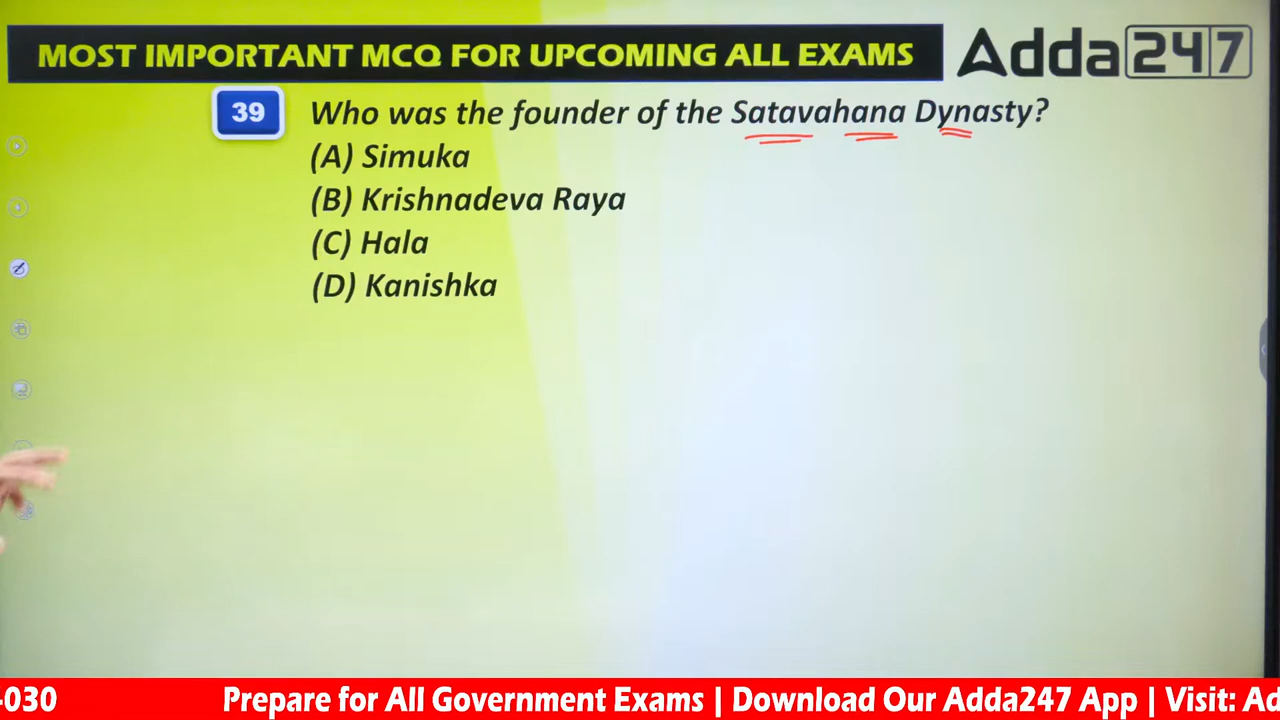 MOST IMPORTANT MCQ FOR UPCOMING ALL EXAMS
Adda247
39 Who was the founder of the Satavahana Dynasty?
(A) Simuka
(B) Krishnadeva Raya
(C) Hala
(D) Kanishka
-030 Prepare for All Government Exams | Download Our Adda247 App | Visit: Ad